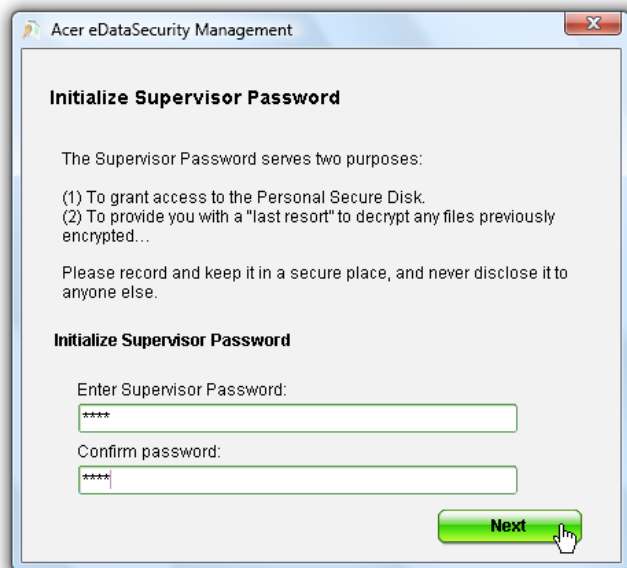 Acer eDataSecurity Management
Initialize Supervisor Password
The Supervisor Password serves two purposes:
(1) To grant access to the Personal Secure Disk.
(2) To provide you with a "last resort" to decrypt any files previously
encrypted...
Please record and keep it in a secure place, and never disclose it to
anyone else.
Initialize Supervisor Password
Enter Supervisor Password:
****
Confirm password:
****
Next